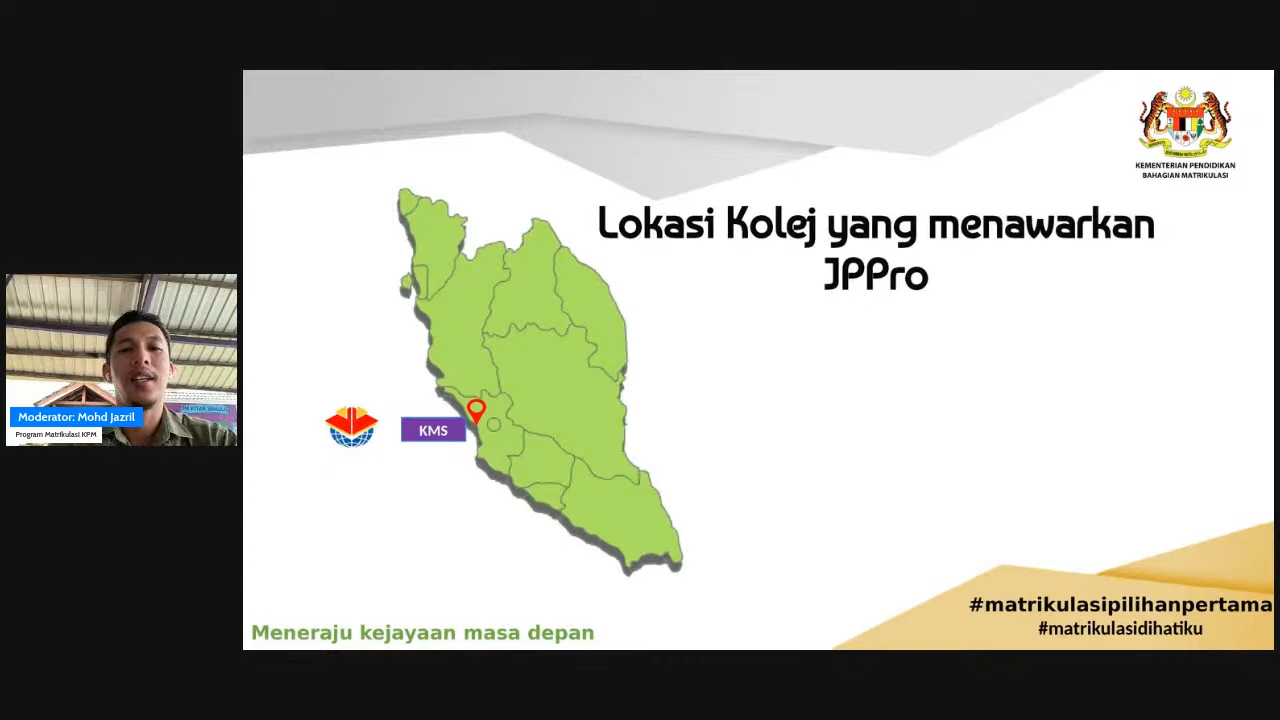 KEMENTERIAN PENDIDIKAN
BAHAGIAN MATRIKULASI
Lokasi Kolej yang menawarkan
JPPro
Moderator: Mohd Jazril
Program Matrikulasi KPM
KMS
#matrikulasipilihanpertama
#matrikulasidihatiku
Meneraju kejayaan masa depan